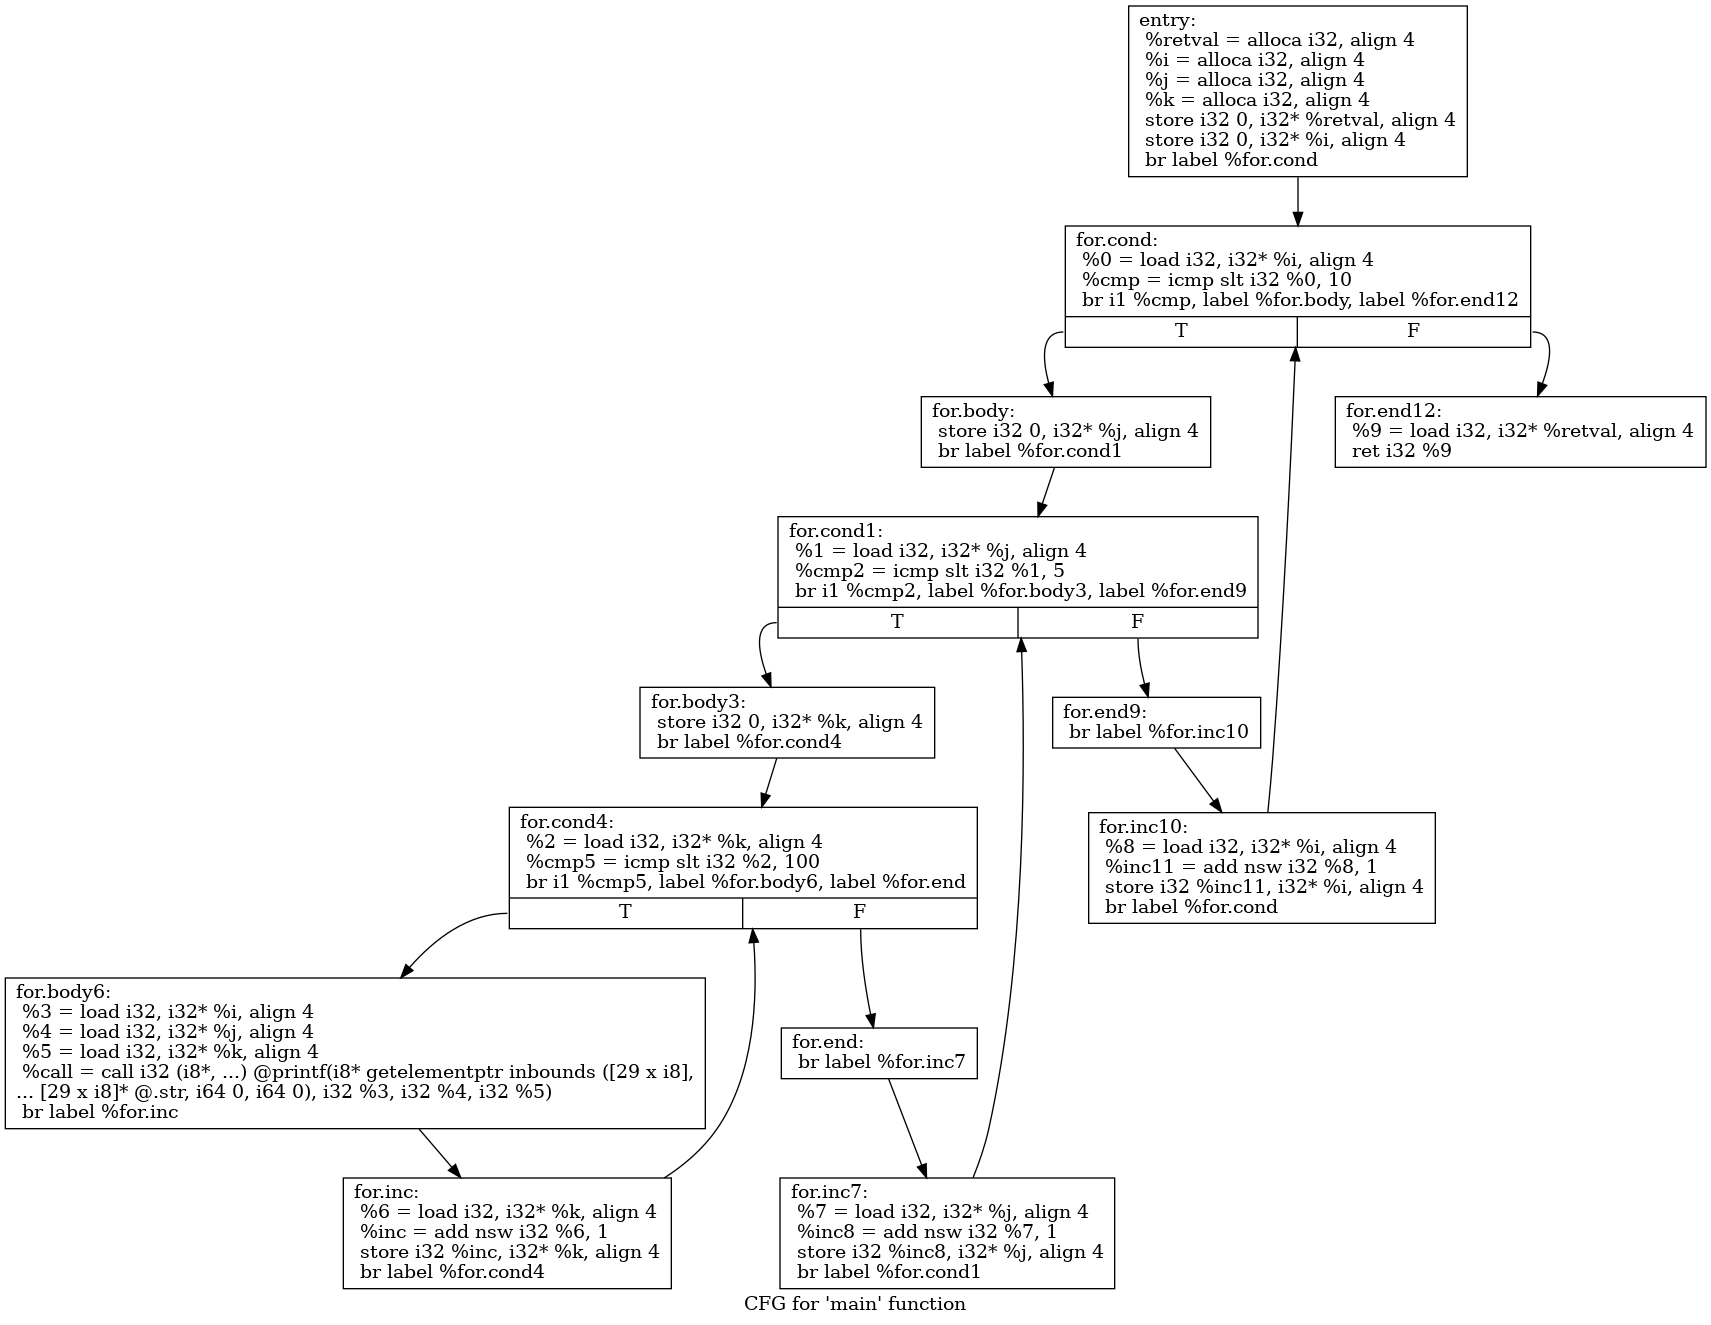 entry:
%retval = alloca i32, align 4
%i = alloca i32, align 4
%j = alloca i32, align 4
%k = alloca i32, align 4
store i32 0, i32* %retval, align 4
store i32 0, i32* %i, align 4
br label %for.cond
for.cond:
%0 = load i32, i32* %i, align 4
%cmp = icmp slt i32 %0, 10
br i1 %cmp, label %for.body, label %for.end12
T F
for.body:
store i32 0, i32* %j, align 4
br label %for.cond1
for.end12:
%9 = load i32, i32* %retval, align 4
ret i32 %9
for.cond1:
%1 = load i32, i32* %j, align 4
%cmp2 = icmp slt i32 %1, 5
br i1 %cmp2, label %for.body3, label %for.end9
T F
for.body3:
store i32 0, i32* %k, align 4
br label %for.cond4
for.end9:
br label %for.inc10
for.cond4:
%2 = load i32, i32* %k, align 4
%cmp5 = icmp slt i32 %2, 100
br i1 %cmp5, label %for.body6, label %for.end
T F
for.inc10:
%8 = load i32, i32* %i, align 4
%inc11 = add nsw i32 %8, 1
store i32 %inc11, i32* %i, align 4
br label %for.cond
for.body6:
%3 = load i32, i32* %i, align 4
%4 = load i32, i32* %j, align 4
%5 = load i32, i32* %k, align 4
%call = call i32 (i8*, ...) @printf(i8* getelementptr inbounds ([29 x i8],
... [29 x i8]* @.str, i64 0, i64 0), i32 %3, i32 %4, i32 %5)
br label %for.inc
for.end:
br label %for.inc7
for.inc:
%6 = load i32, i32* %k, align 4
%inc = add nsw i32 %6, 1
store i32 %inc, i32* %k, align 4
br label %for.cond4
for.inc7:
%7 = load i32, i32* %j, align 4
%inc8 = add nsw i32 %7, 1
store i32 %inc8, i32* %j, align 4
br label %for.cond1
CFG for 'main' function